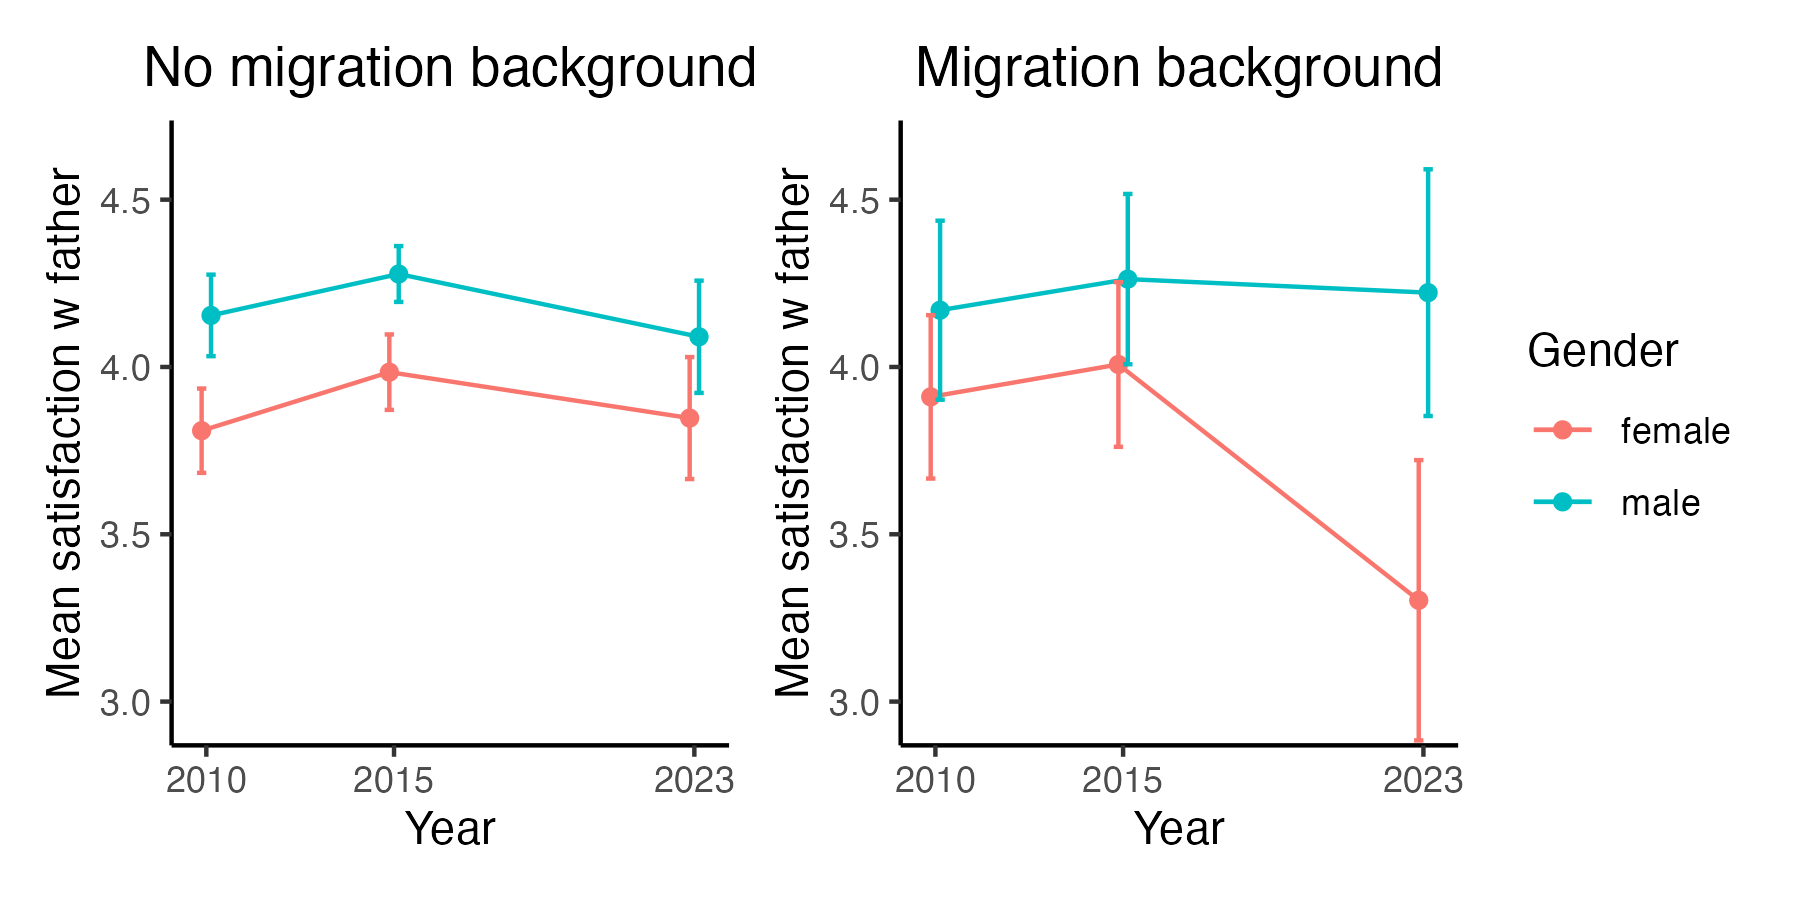 No migration background
Mean satisfaction w father
4.5
4.0
3.5
3.0
2010 2015 2023
Year
Migration background
Mean satisfaction w father
4.5
4.0
3.5
3.0
2010 2015 2023
Year
Gender
female
male